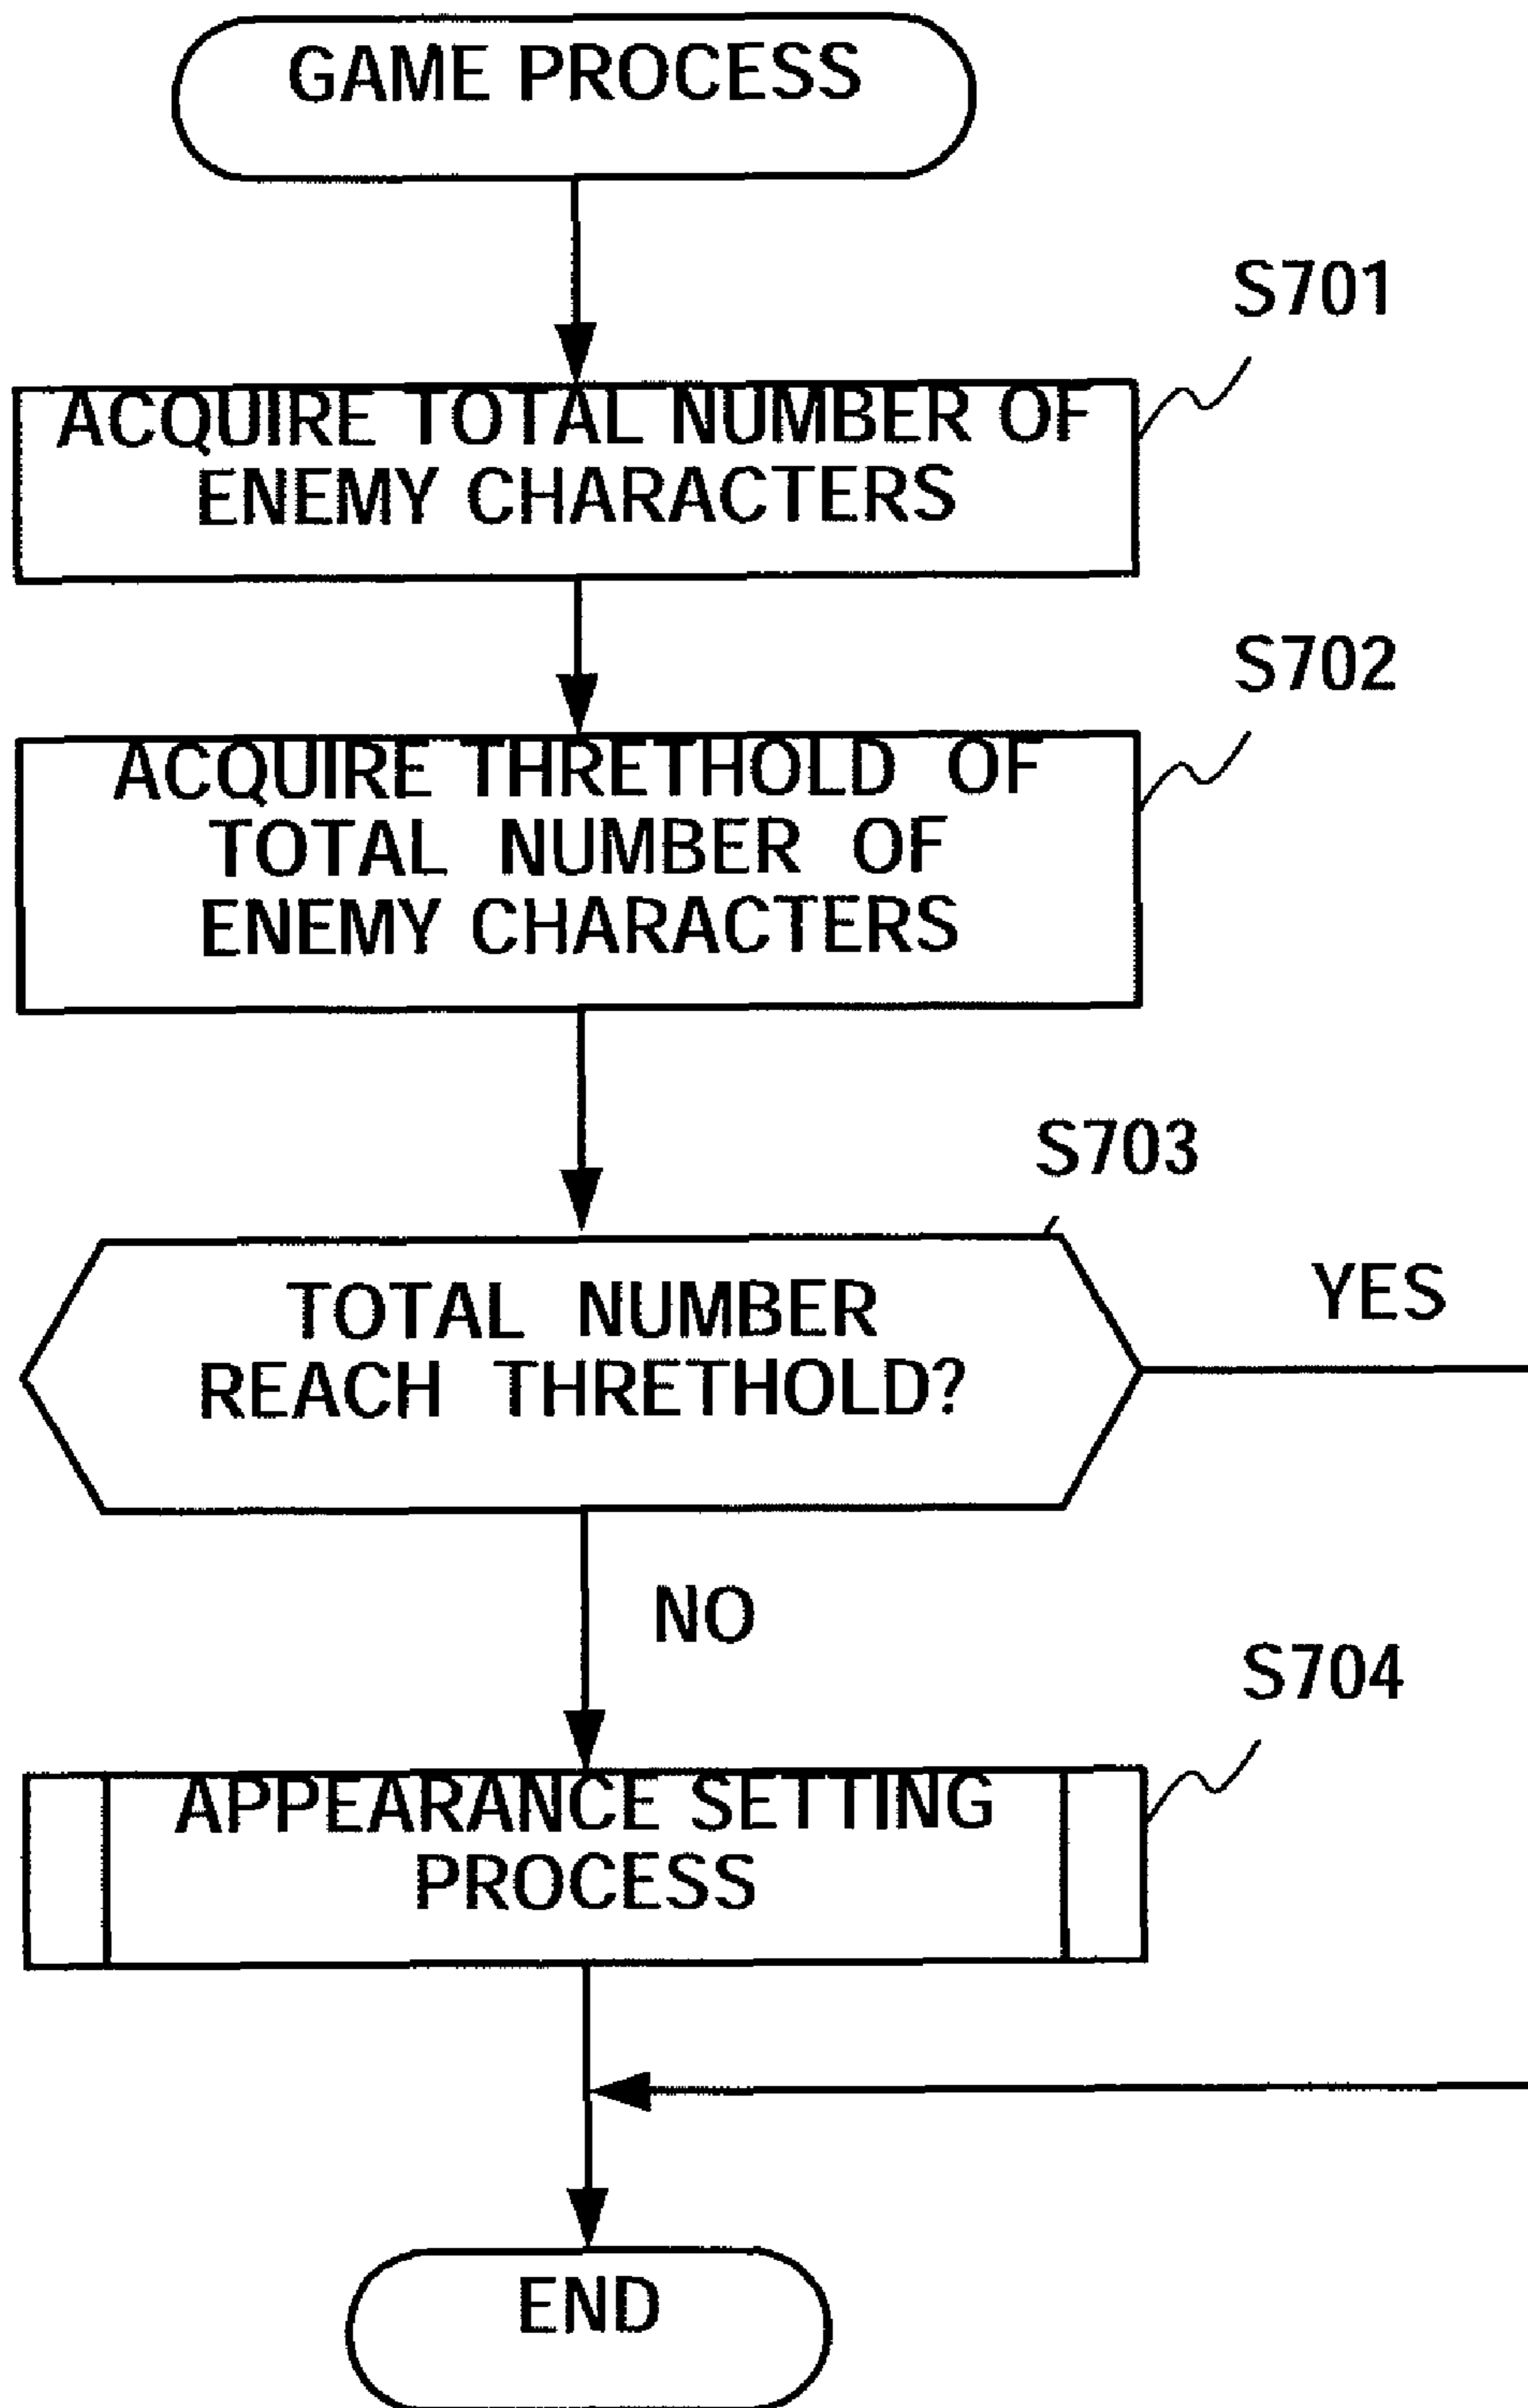 GAME PROCESS
S701
ACQUIRE TOTAL NUMBER OF
ENEMY CHARACTERS
S702
ACQUIRE THRETHOLD OF
TOTAL NUMBER OF
ENEMY CHARACTERS
S703
TOTAL NUMBER
REACH THRETHOLD?
YES
NO
S704
APPEARANCE SETTING
PROCESS
END